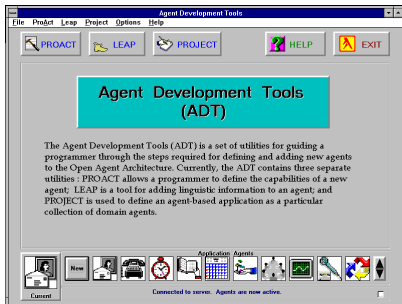 Agent Development Tools
File ProAct Leap Project Options Help
PROACT LEAP PROJECT HELP EXIT
Agent Development Tools
(ADT)
The Agent Development Tools (ADT) is a set of utilities for guiding a
programmer through the steps required for defining and adding new agents
to the Open Agent Architecture. Currently, the ADT contains three separate
utilities : PROACT allows a programmer to define the capabilities of a new
agent; LEAP is a tool for adding linguistic information to an agent; and
PROJECT is used to define an agent-based application as a particular
collection of domain agents.
Application Agents
New
Current
Connected to server. Agents are now active.